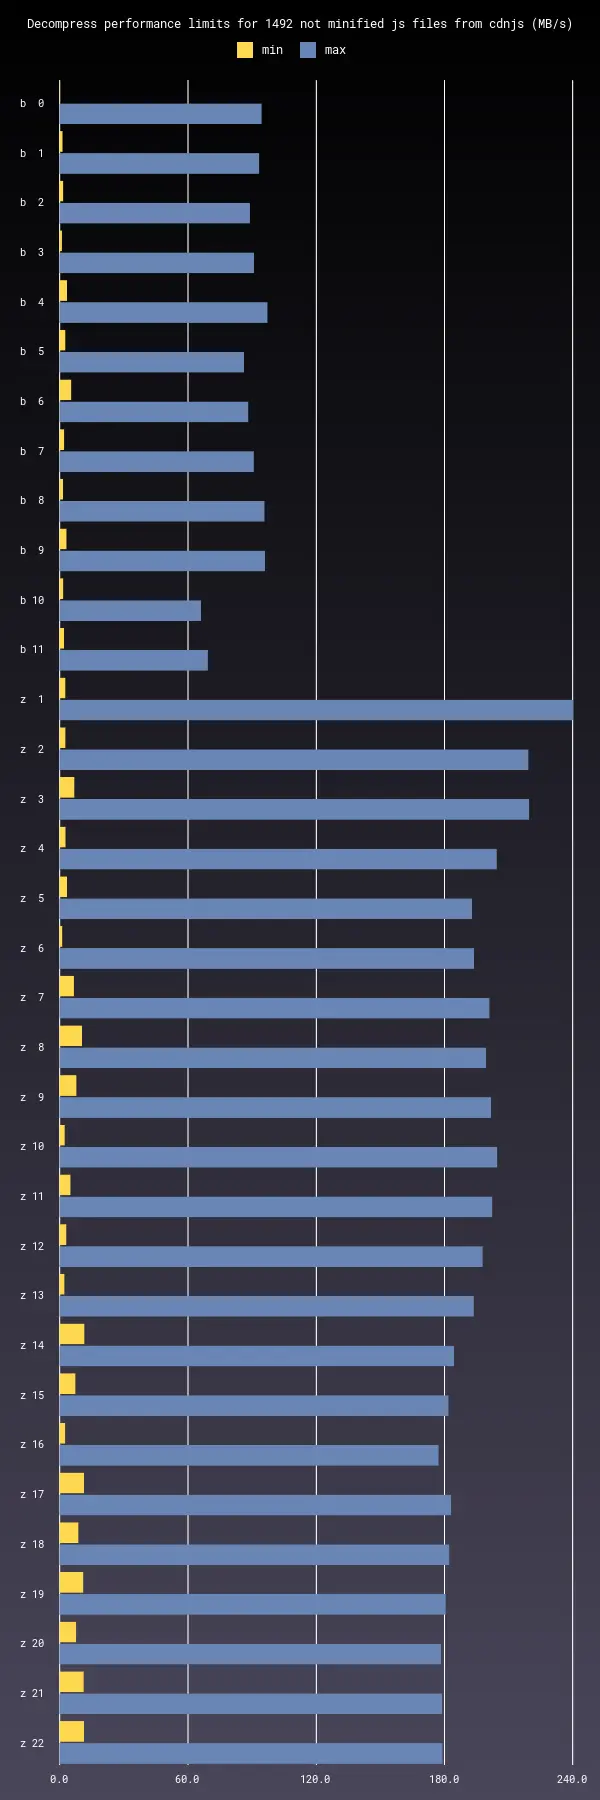 Decompress performance limits for 1492 not minified js files from cdnjs (MB/s)
min max
b 0
b 1
b 2
b 3
b 4
b 5
b 6
b 7
b 8
b 9
b 10
b 11
z 1
z 2
z 3
z 4
z 5
z 6
z 7
z 8
z 9
z 10
z 11
z 12
z 13
z 14
z 15
z 16
z 17
z 18
z 19
z 20
z 21
z 22
0.0 60.0 120.0 180.0 240.0